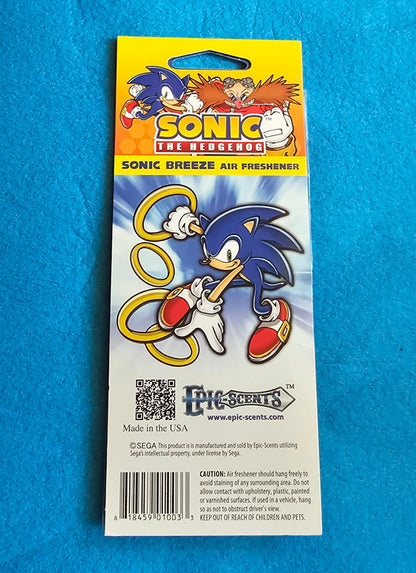 SONIC
THE HEDGEHOG™
SONIC BREEZE AIR FRESHENER
EPIC-SCENTS™
www.epic-scents.com
Made in the USA
©SEGA This product is manufactured and sold by Epic-Scents utilizing
Sega's intellectual property, under license by Sega.
CAUTION: Air freshener should hang freely to
avoid staining of any surrounding area. Do not
allow contact with upholstery, plastic, painted
or varnished surfaces. If used in a vehicle, hang
so as not to obstruct driver's view.
KEEP OUT OF REACH OF CHILDREN AND PETS.
8 18459 01003 3